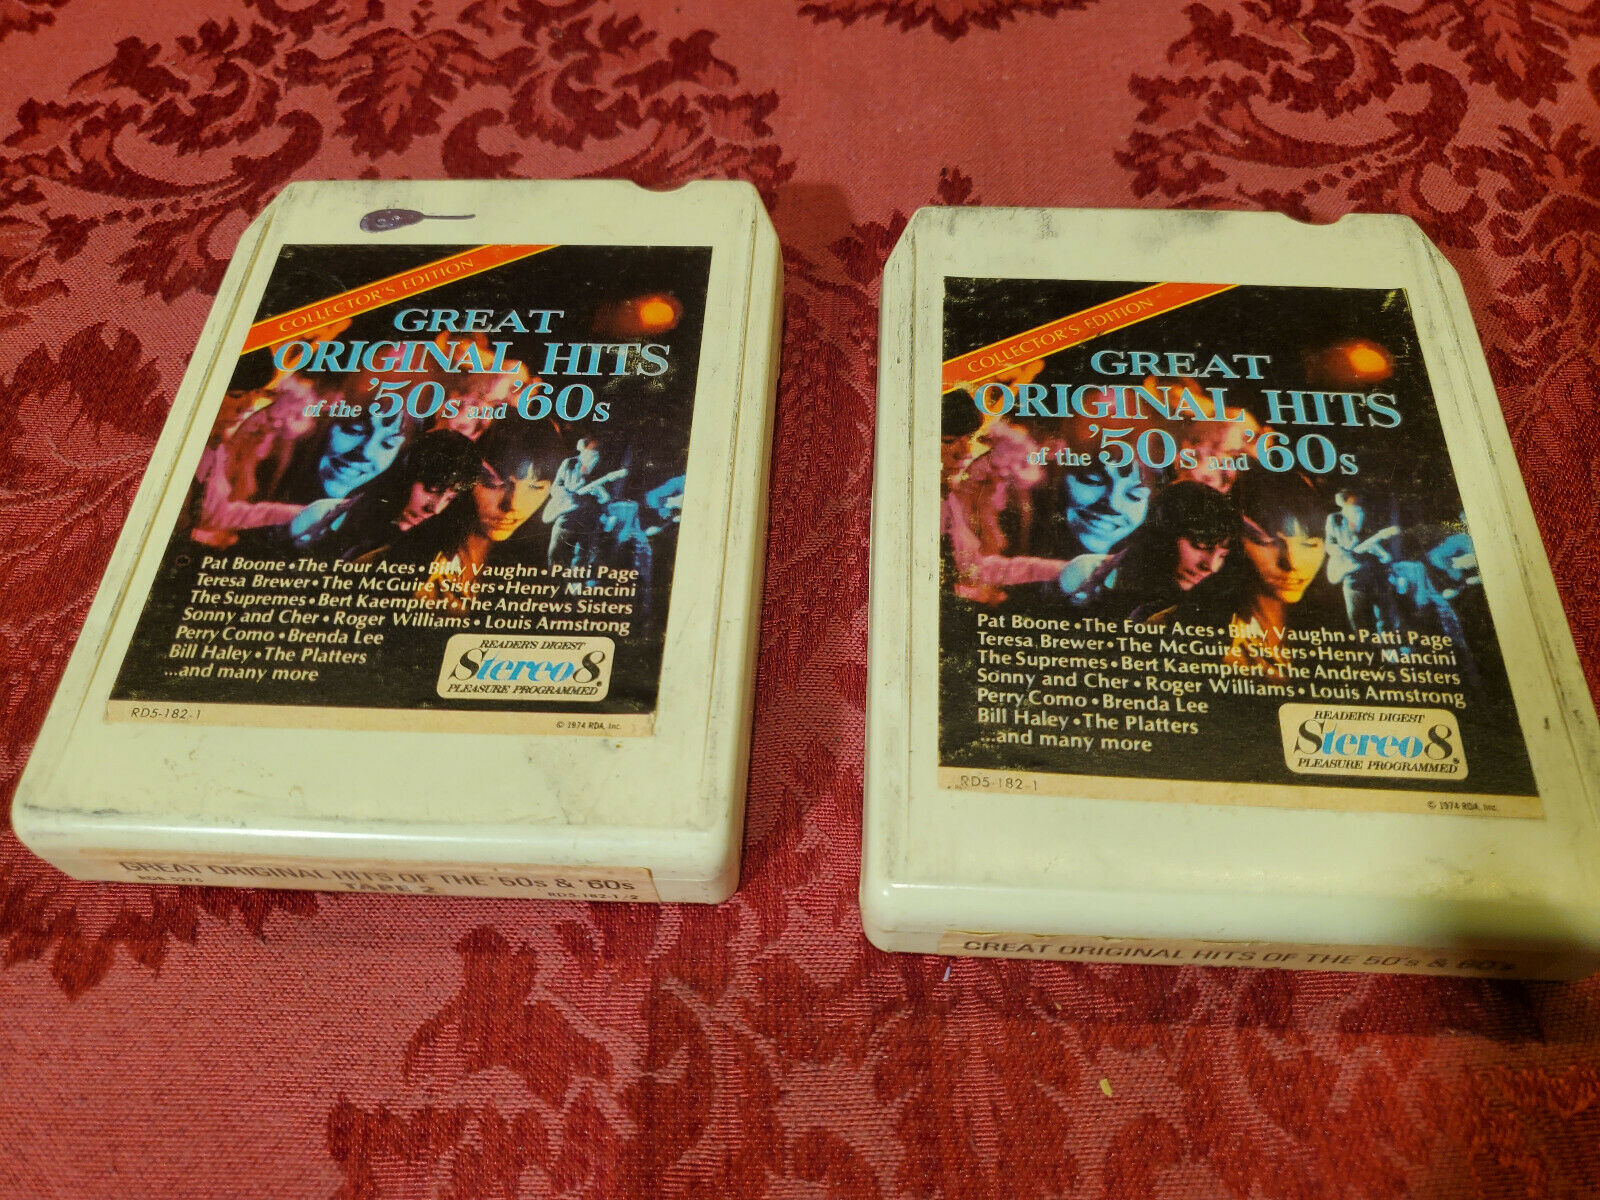 COLLECTOR'S EDITION
GREAT
ORIGINAL HITS
of the '50s and '60s
Pat Boone • The Four Aces • Billy Vaughn • Patti Page
Teresa Brewer • The McGuire Sisters • Henry Mancini
The Supremes • Bert Kaempfert • The Andrews Sisters
Sonny and Cher • Roger Williams • Louis Armstrong
Perry Como • Brenda Lee
Bill Haley • The Platters
...and many more
READER'S DIGEST
Stereo 8
PLEASURE PROGRAMMED
RD5-182-1
© 1974 RDA, Inc.
GREAT ORIGINAL HITS OF THE '50s & '60s
TAPE 2
RD5-182-1/2
COLLECTOR'S EDITION
GREAT
ORIGINAL HITS
of the '50s and '60s
Pat Boone • The Four Aces • Billy Vaughn • Patti Page
Teresa Brewer • The McGuire Sisters • Henry Mancini
The Supremes • Bert Kaempfert • The Andrews Sisters
Sonny and Cher • Roger Williams • Louis Armstrong
Perry Como • Brenda Lee
Bill Haley • The Platters
...and many more
READER'S DIGEST
Stereo 8
PLEASURE PROGRAMMED
RD5-182-1
© 1974 RDA, Inc.
GREAT ORIGINAL HITS OF THE 50's & 60's